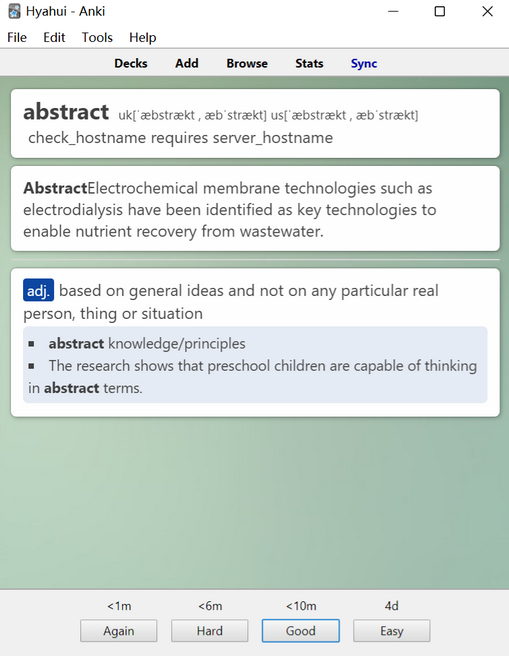 Hyahui - Anki
File Edit Tools Help
Decks Add Browse Stats Sync
abstract uk[ˈæbstrækt , æbˈstrækt] us[ˈæbstrækt , æbˈstrækt]
check_hostname requires server_hostname
AbstractElectrochemical membrane technologies such as
electrodialysis have been identified as key technologies to
enable nutrient recovery from wastewater.
adj. based on general ideas and not on any particular real
person, thing or situation
▪ abstract knowledge/principles
▪ The research shows that preschool children are capable of thinking
in abstract terms.
<1m <6m <10m 4d
Again Hard Good Easy